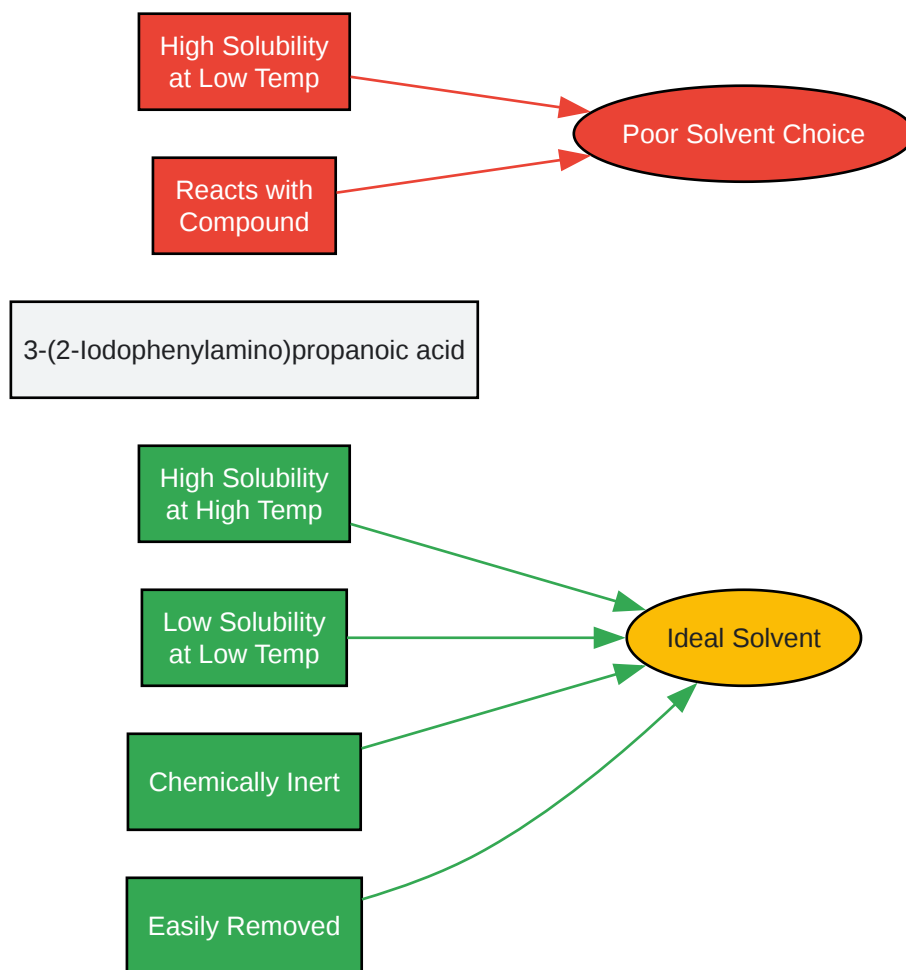 High Solubility
at Low Temp
Poor Solvent Choice
Reacts with
Compound
3-(2-Iodophenylamino)propanoic acid
High Solubility
at High Temp
Low Solubility
at Low Temp
Ideal Solvent
Chemically Inert
Easily Removed